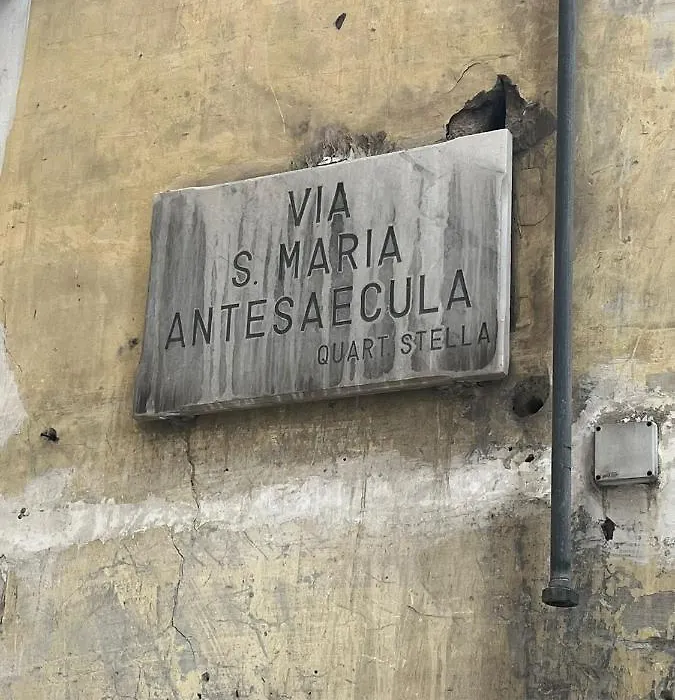 VIA
S. MARIA
ANTESAECULA
QUART. STELLA